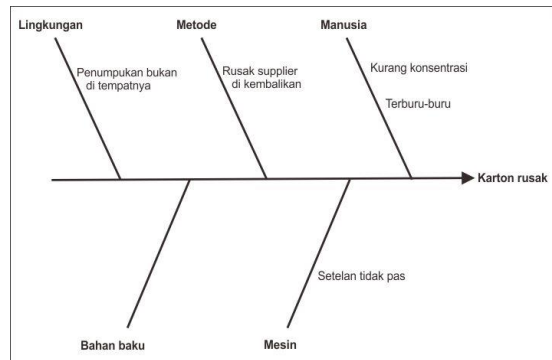 Lingkungan
Metode
Manusia
Penumpukan bukan
di tempatnya
Rusak supplier
di kembalikan
Kurang konsentrasi
Terburu-buru
Karton rusak
Setelan tidak pas
Bahan baku
Mesin